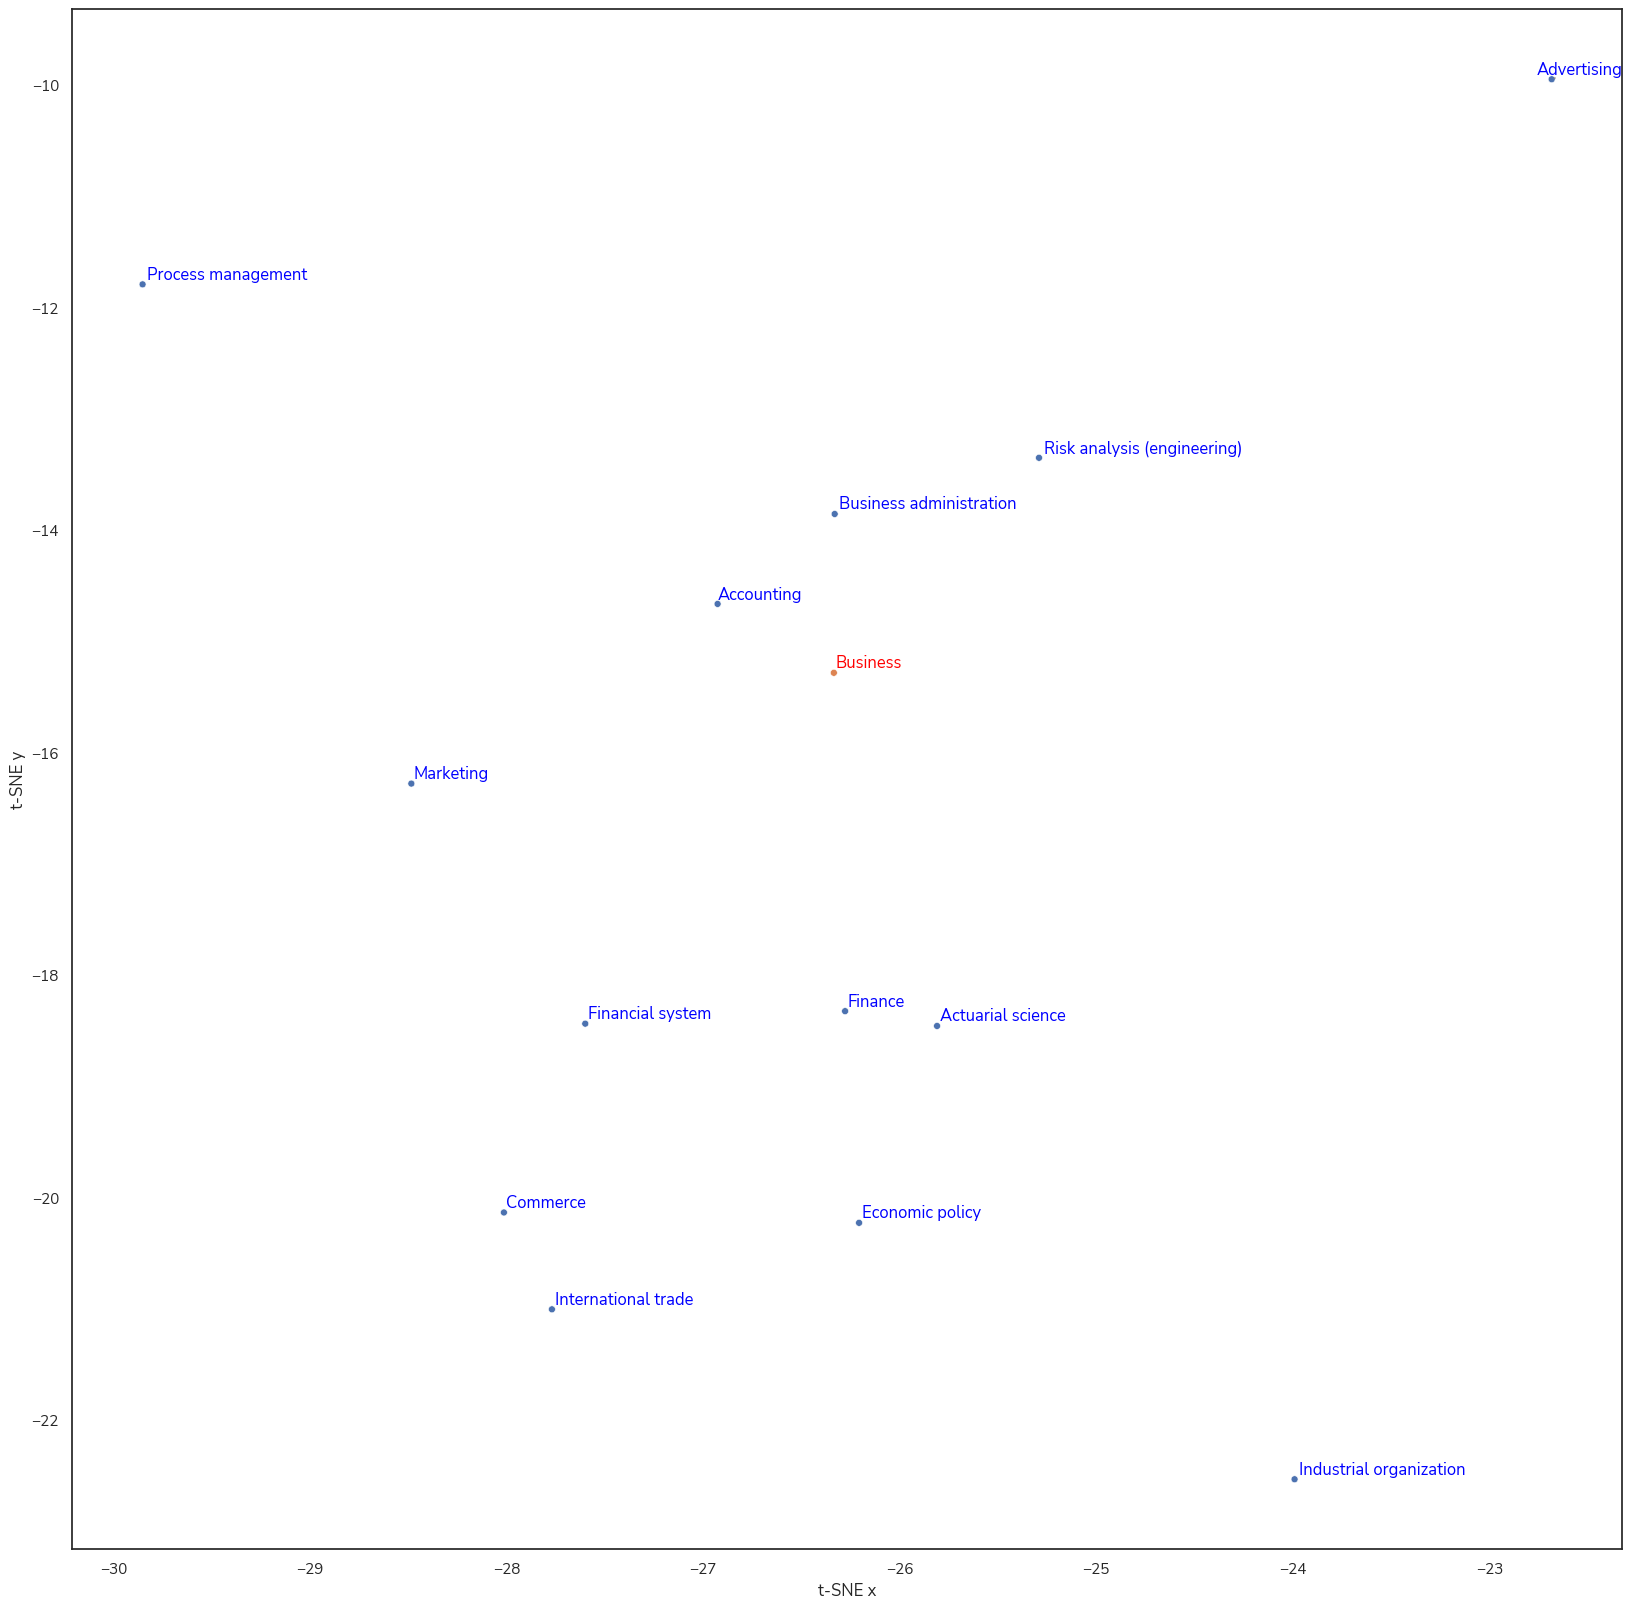 Advertising
−10
Process management
−12
Risk analysis (engineering)
Business administration
−14
Accounting
Business
−16
Marketing
t-SNE y
−18
Finance
Financial system
Actuarial science
−20
Commerce
Economic policy
International trade
−22
Industrial organization
−30 −29 −28 −27 −26 −25 −24 −23
t-SNE x